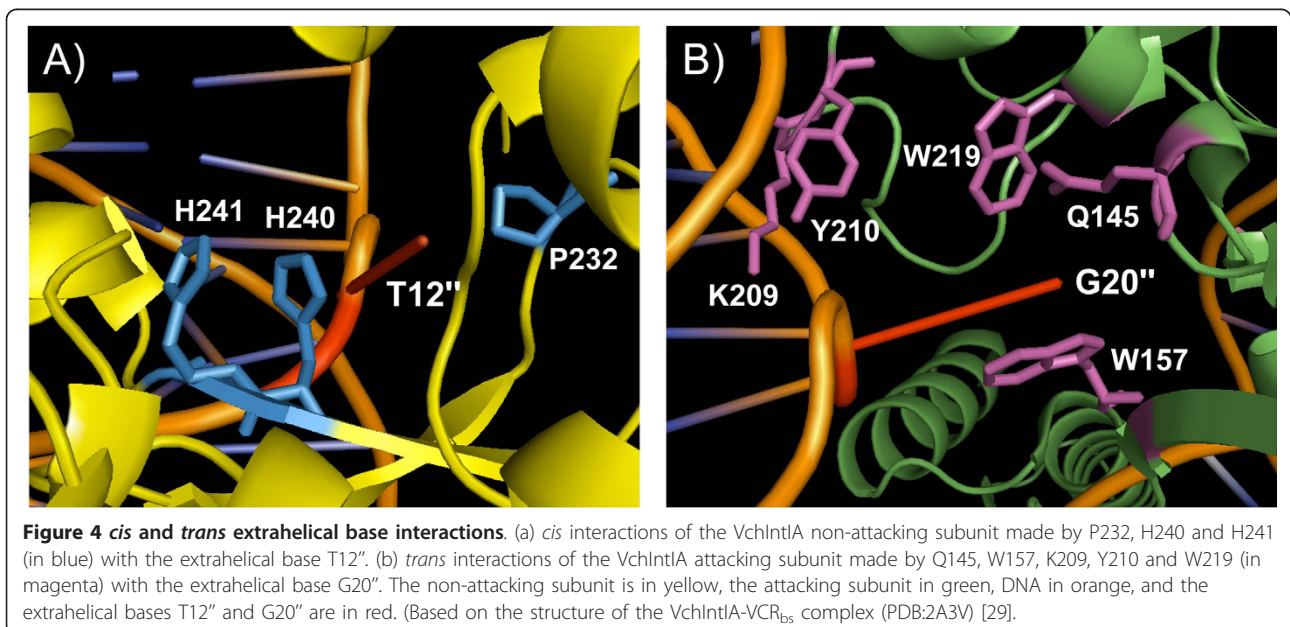 A)
H241
H240
P232
T12"
B)
W219
Q145
Y210
K209
G20"
W157
Figure 4 cis and trans extrahelical base interactions. (a) cis interactions of the VchIntIA non-attacking subunit made by P232, H240 and H241
(in blue) with the extrahelical base T12”. (b) trans interactions of the VchIntIA attacking subunit made by Q145, W157, K209, Y210 and W219 (in
magenta) with the extrahelical base G20”. The non-attacking subunit is in yellow, the attacking subunit in green, DNA in orange, and the
extrahelical bases T12” and G20” are in red. (Based on the structure of the VchIntIA-VCRbs complex (PDB:2A3V) [29].